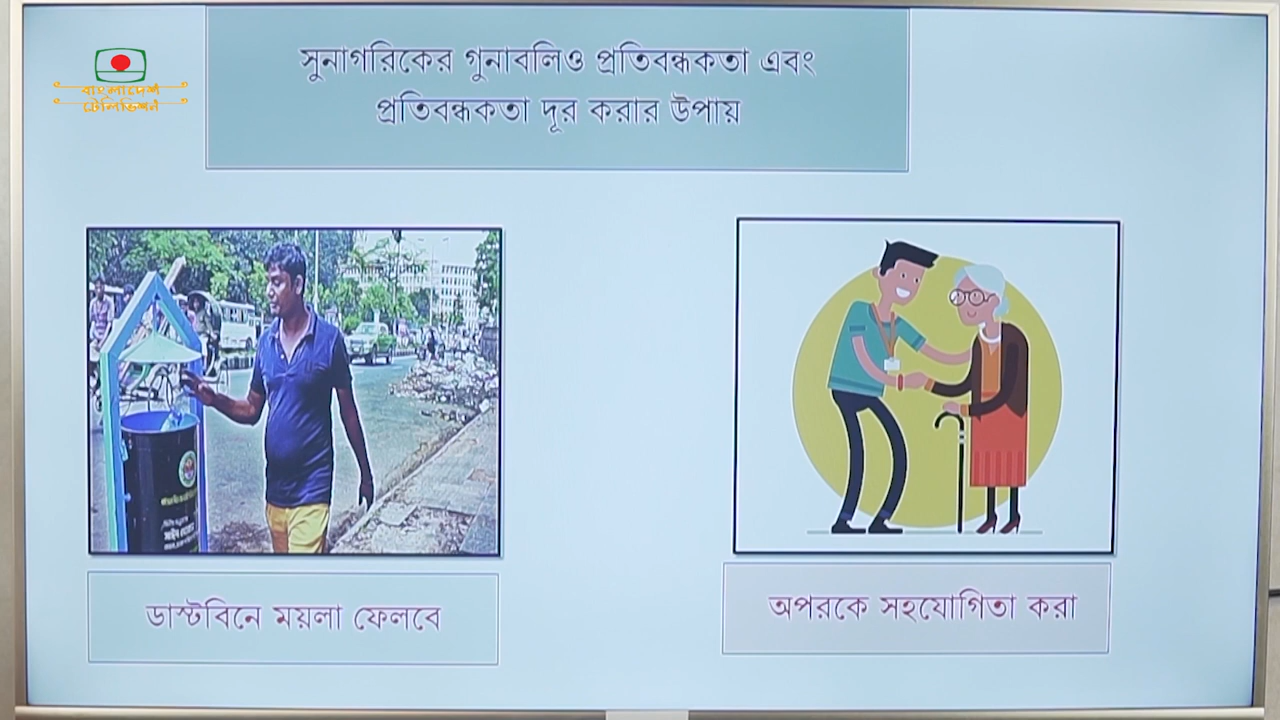 বাংলাদেশ
টেলিভিশন
সুনাগরিকের গুনাবলিও প্রতিবন্ধকতা এবং
প্রতিবন্ধকতা দূর করার উপায়
ডাস্টবিনে ময়লা ফেলবে
অপরকে সহযোগিতা করা